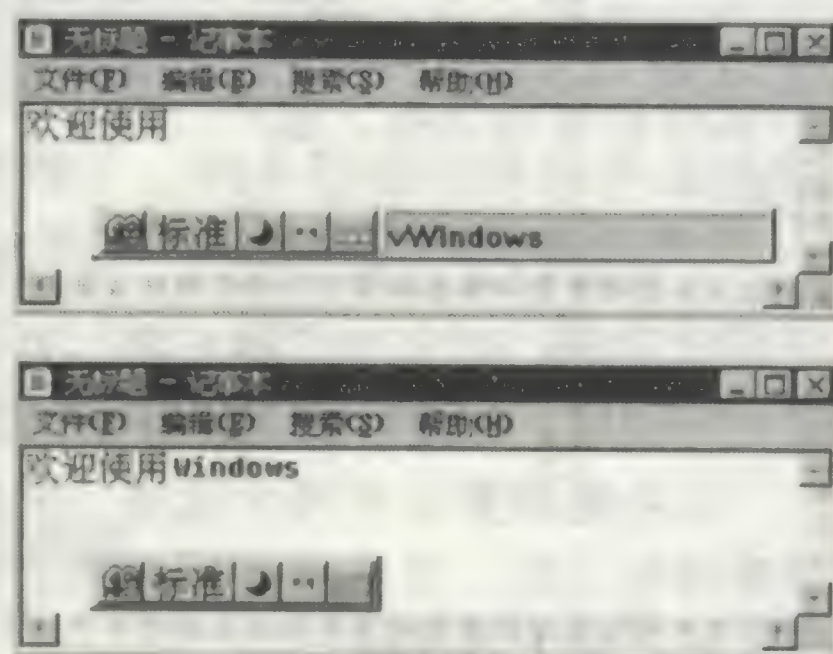 无标题 - 记事本
文件(F) 编辑(E) 搜索(S) 帮助(H)
欢迎使用
标准 vWindows
无标题 - 记事本
文件(F) 编辑(E) 搜索(S) 帮助(H)
欢迎使用Windows
标准